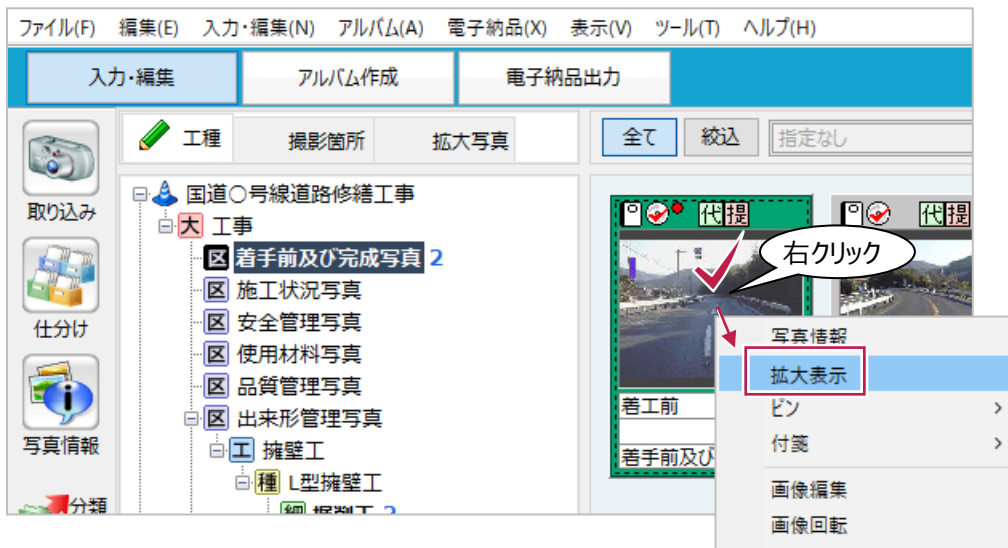 ファイル(F) 編集(E) 入力・編集(N) アルバム(A) 電子納品(X) 表示(V) ツール(T) ヘルプ(H)
入力・編集 アルバム作成 電子納品出力
工種 撮影箇所 拡大写真 全て 絞込 指定なし
取り込み
仕分け
写真情報
分類
国道〇号線道路修繕工事
大 工事
区 着手前及び完成写真 2
区 施工状況写真
区 安全管理写真
区 使用材料写真
区 品質管理写真
区 出来形管理写真
工 擁壁工
種 L型擁壁工
細 掘削工 2
代 提 代 提
右クリック
着工前
着手前及び
写真情報
拡大表示
ピン
付箋
画像編集
画像回転